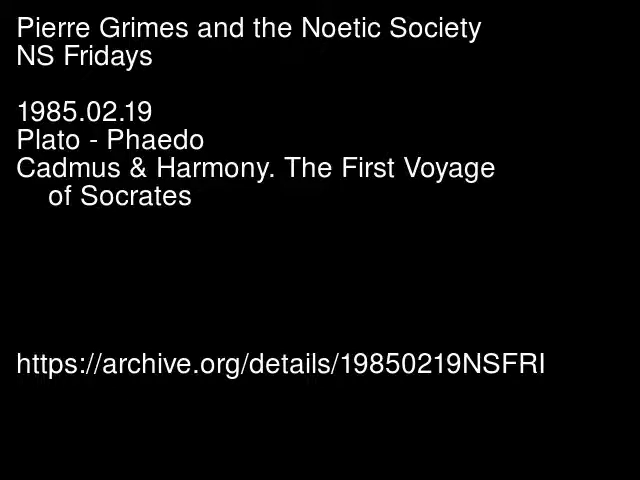 Pierre Grimes and the Noetic Society
NS Fridays
1985.02.19
Plato - Phaedo
Cadmus & Harmony. The First Voyage
of Socrates
https://archive.org/details/19850219NSFRI